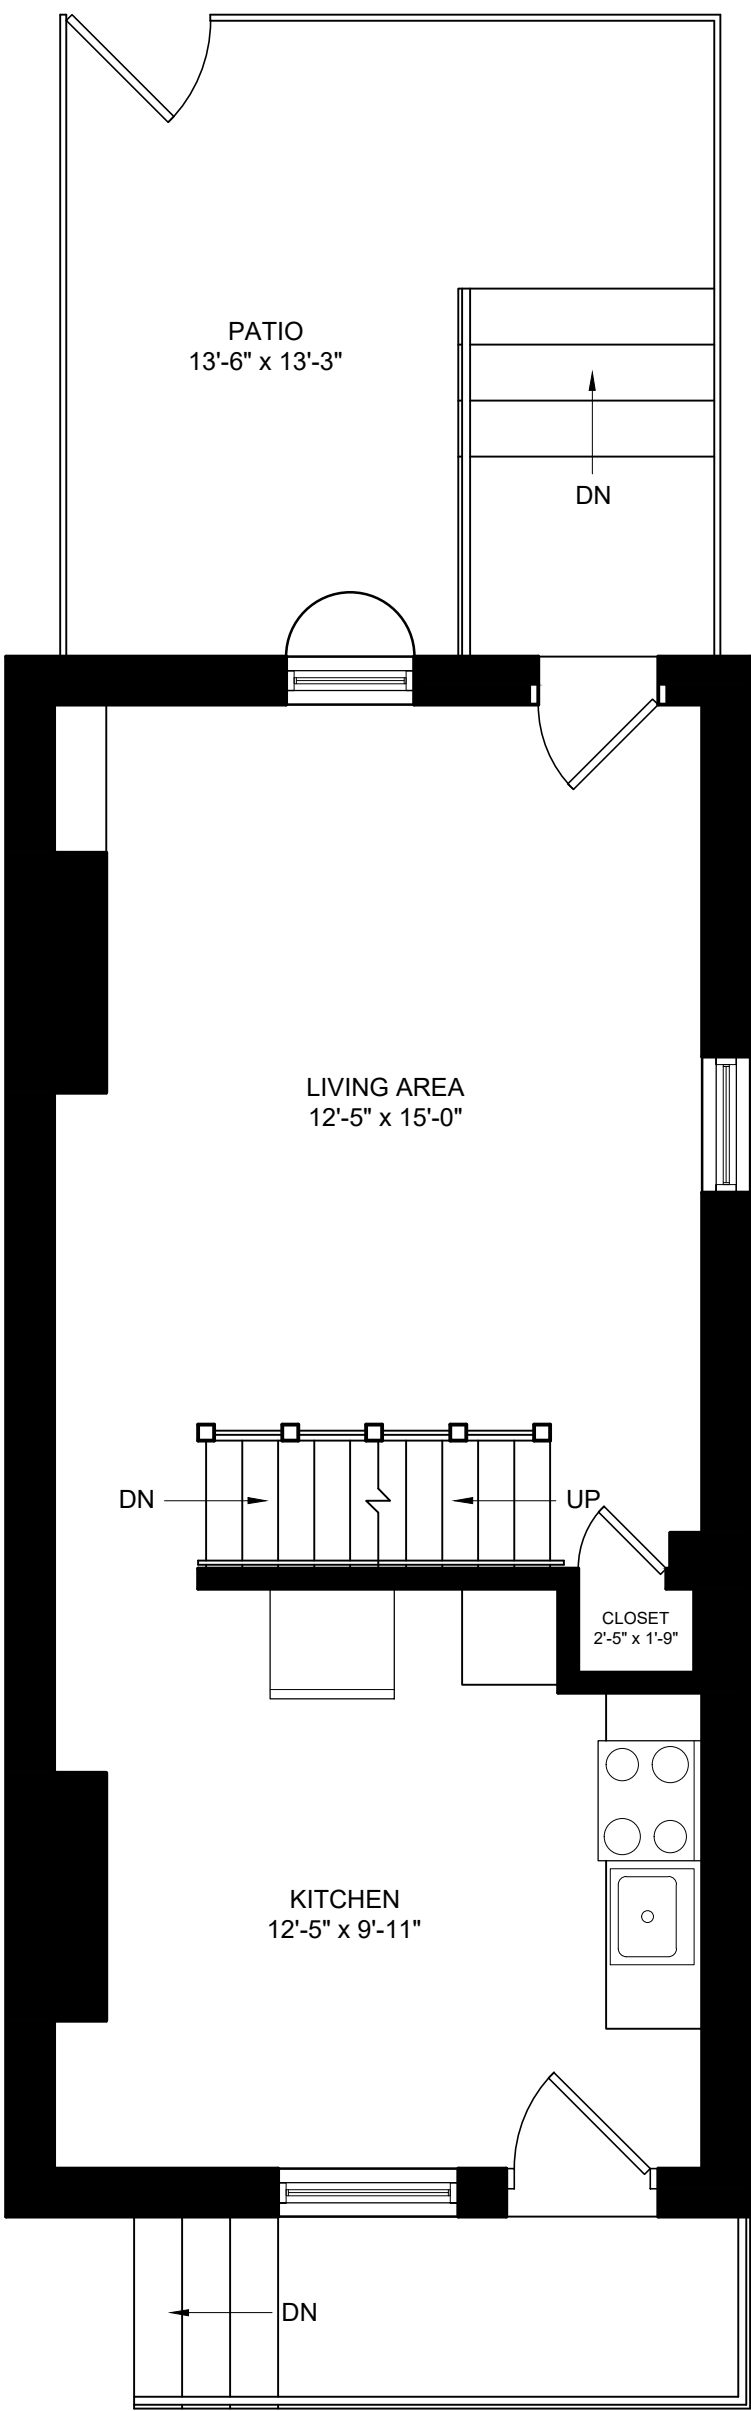 PATIO
13'-6" x 13'-3"
DN
LIVING AREA
12'-5" x 15'-0"
DN
UP
CLOSET
2'-5" x 1'-9"
KITCHEN
12'-5" x 9'-11"
DN